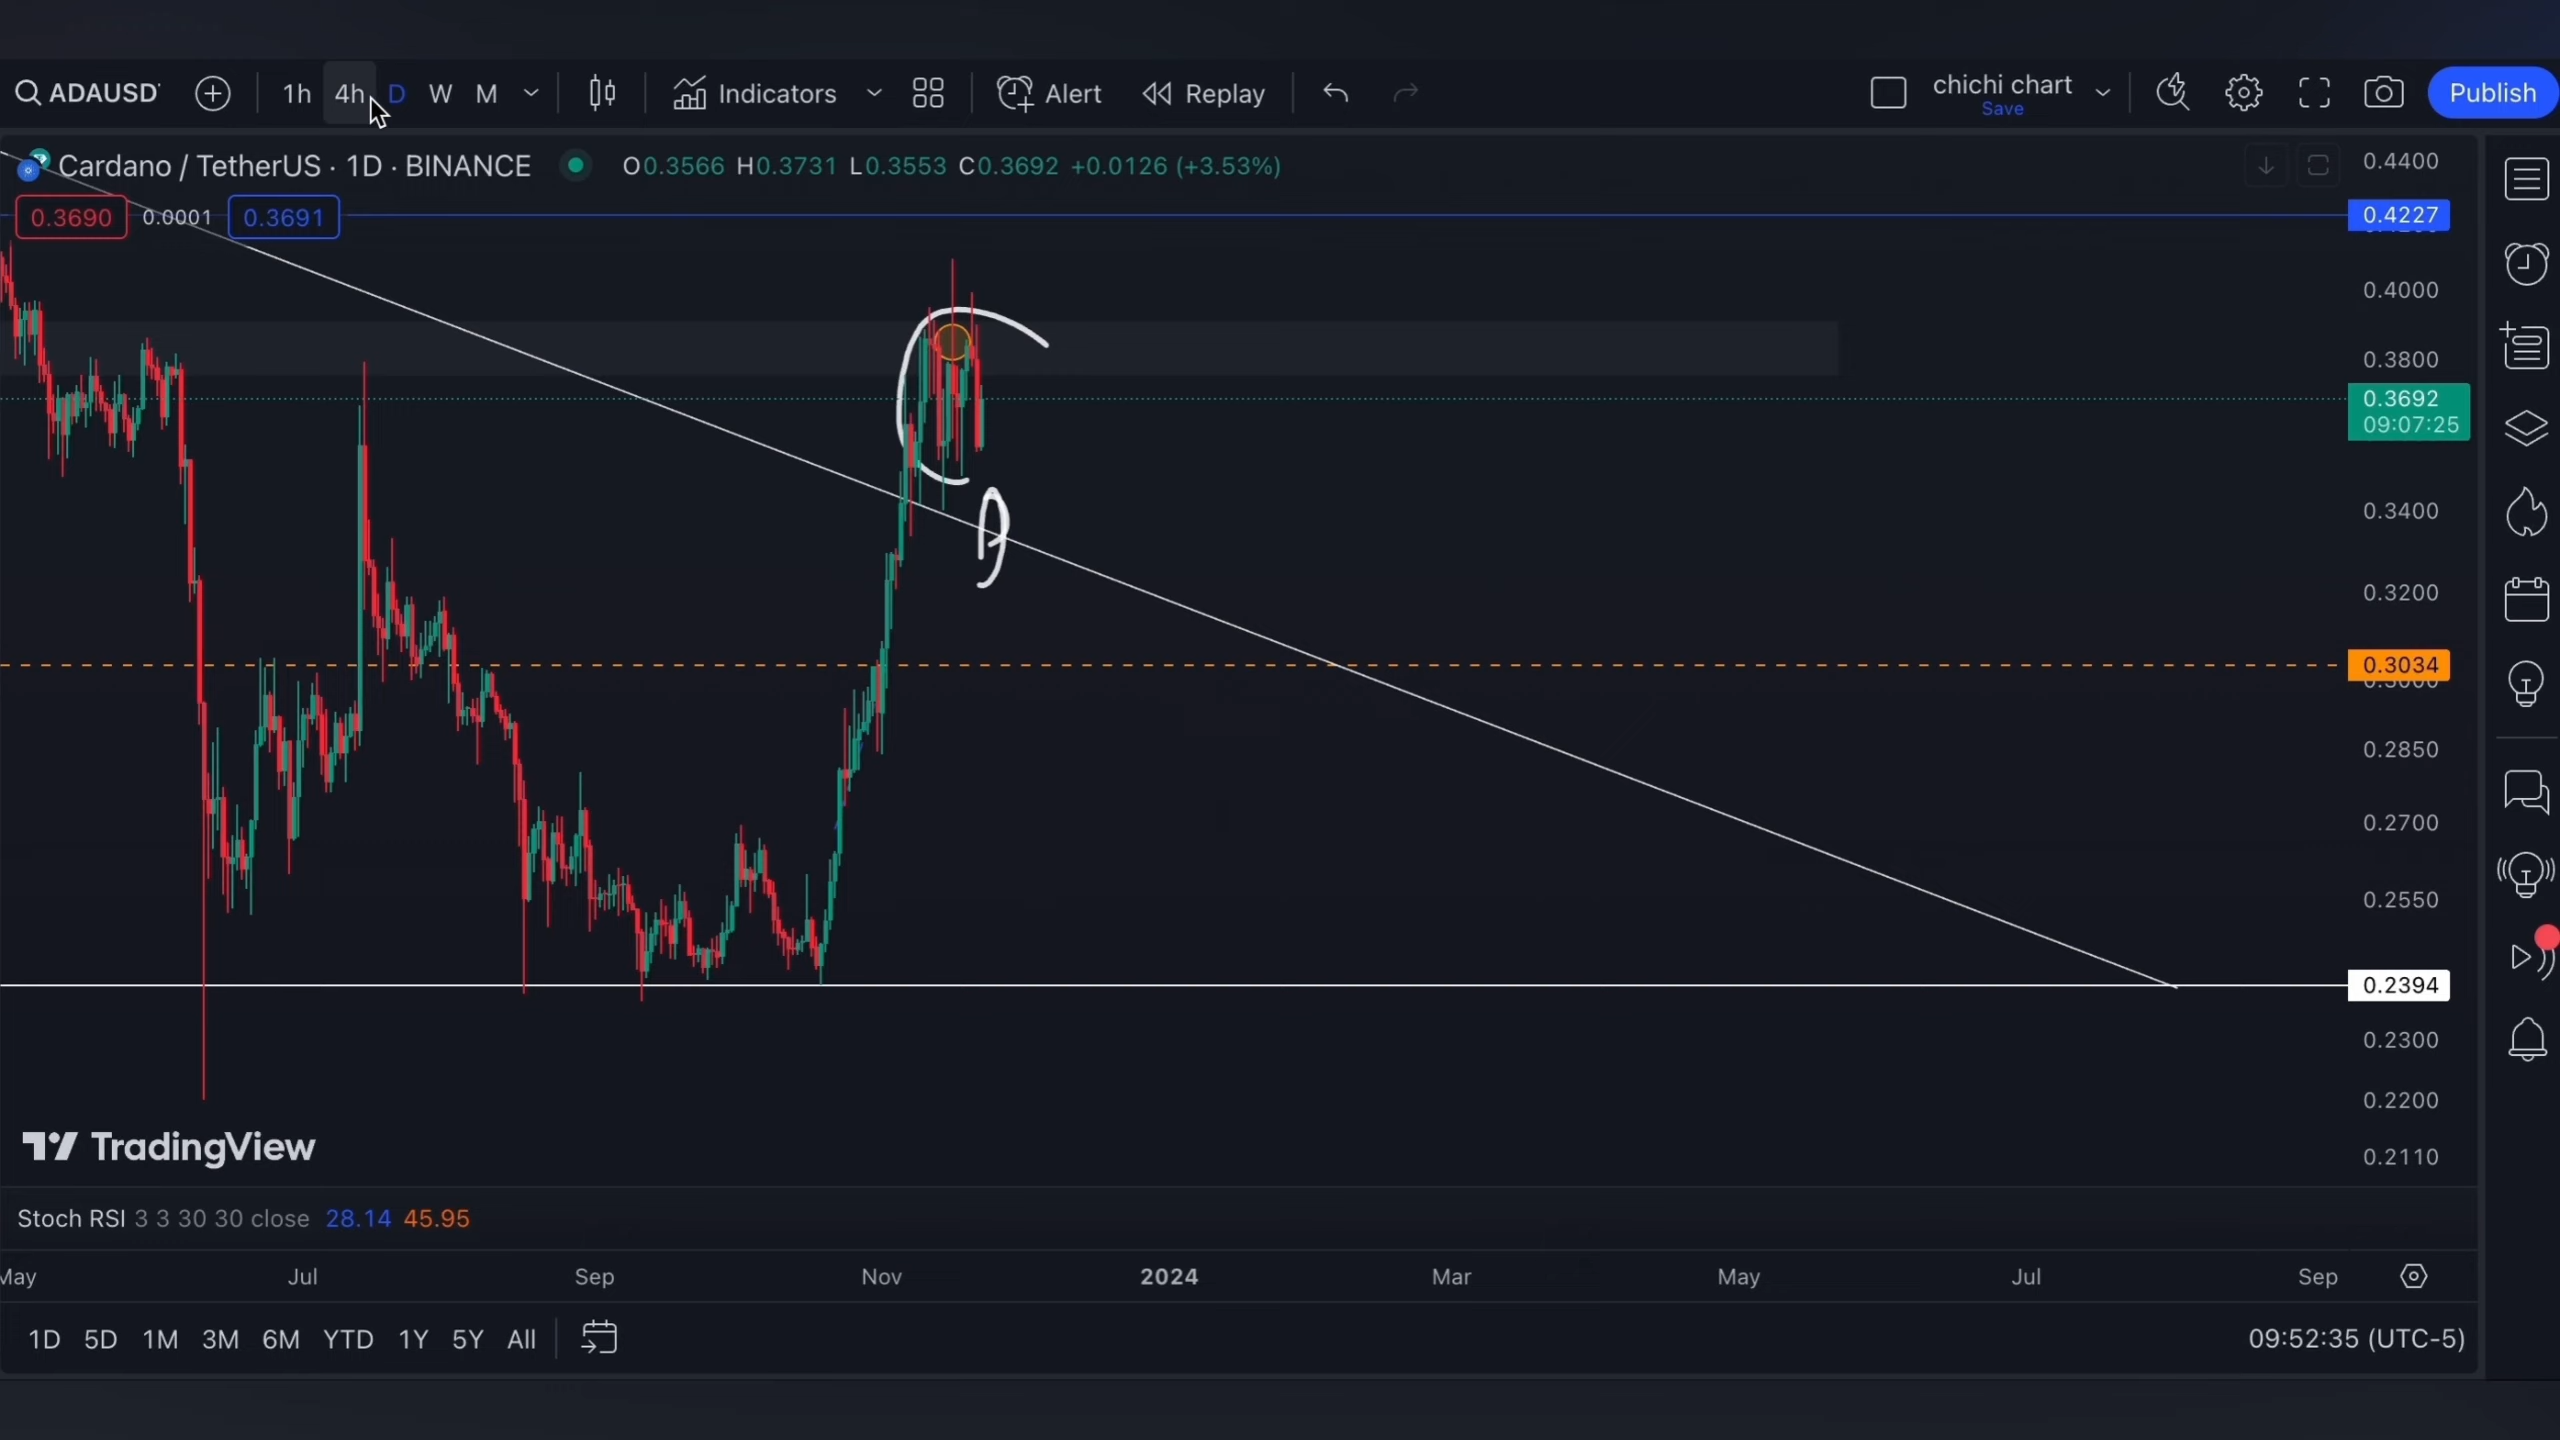 ADAUSD
1h 4h D W M Indicators Alert Replay chichi chart Save Publish
Cardano / TetherUS · 1D · BINANCE O0.3566 H0.3731 L0.3553 C0.3692 +0.0126 (+3.53%)
0.3690 0.0001 0.3691
0.4400
0.4227
0.4000
0.3800
0.3692
09:07:25
0.3400
0.3200
0.3034
0.2850
0.2700
0.2550
0.2394
0.2300
0.2200
0.2110
TradingView
Stoch RSI 3 3 30 30 close 28.14 45.95
May Jul Sep Nov 2024 Mar May Jul Sep
1D 5D 1M 3M 6M YTD 1Y 5Y All 09:52:35 (UTC-5)